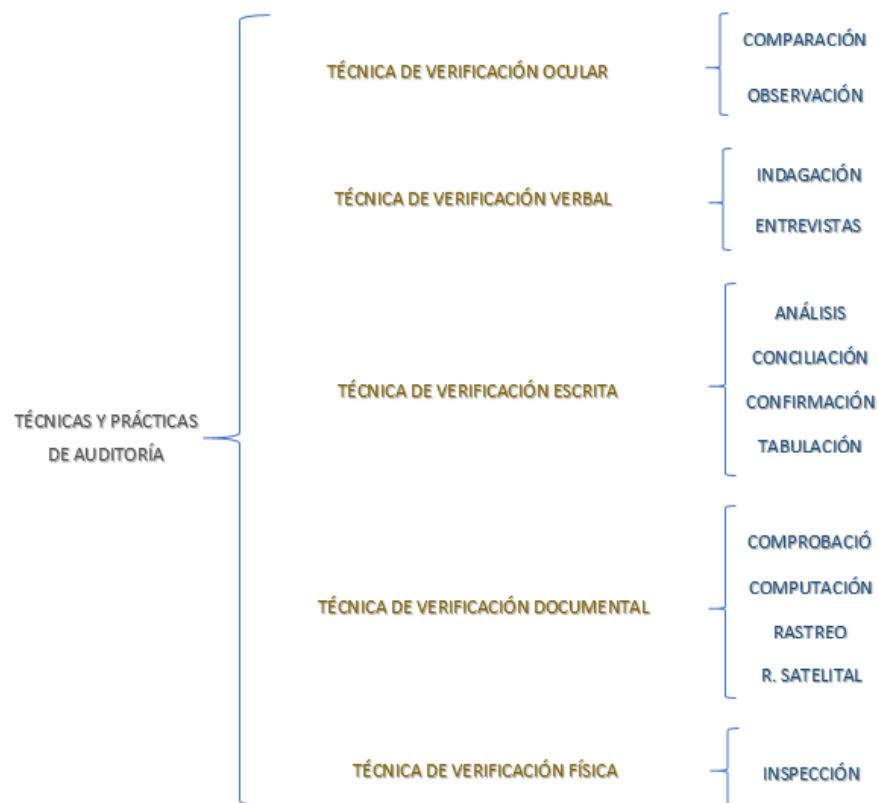 TÉCNICAS Y PRÁCTICAS
DE AUDITORÍA
TÉCNICA DE VERIFICACIÓN OCULAR
COMPARACIÓN
OBSERVACIÓN
TÉCNICA DE VERIFICACIÓN VERBAL
INDAGACIÓN
ENTREVISTAS
TÉCNICA DE VERIFICACIÓN ESCRITA
ANÁLISIS
CONCILIACIÓN
CONFIRMACIÓN
TABULACIÓN
TÉCNICA DE VERIFICACIÓN DOCUMENTAL
COMPROBACIÓ
COMPUTACIÓN
RASTREO
R. SATELITAL
TÉCNICA DE VERIFICACIÓN FÍSICA
INSPECCIÓN